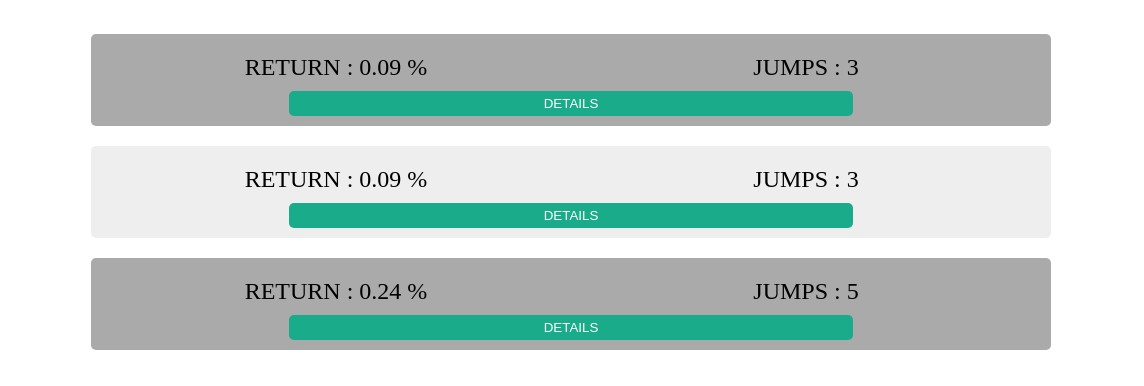 RETURN : 0.09 % JUMPS : 3
DETAILS
RETURN : 0.09 % JUMPS : 3
DETAILS
RETURN : 0.24 % JUMPS : 5
DETAILS